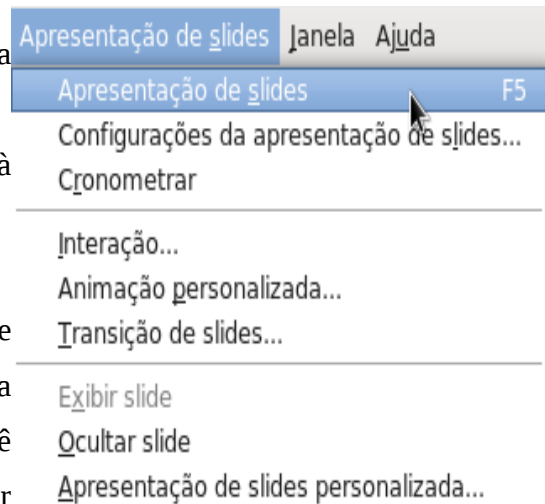 a
Apresentação de slides Janela Ajuda
Apresentação de slides F5
Configurações da apresentação de slides...
à
Cronometrar
Interação...
Animação personalizada...
e
Transição de slides...
a
Exibir slide
ê
Ocultar slide
r
Apresentação de slides personalizada...